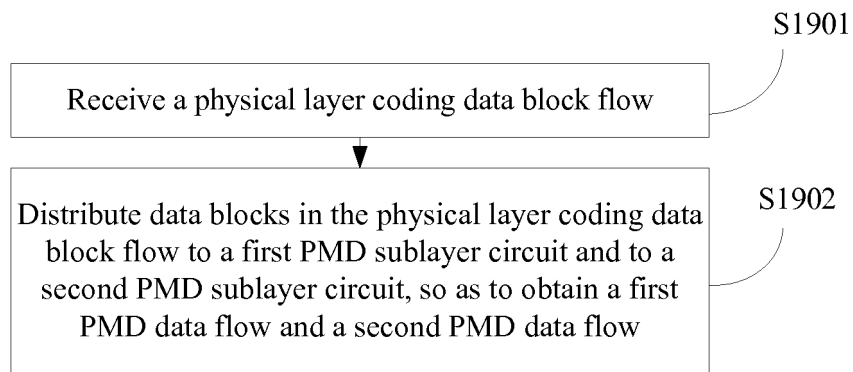 S1901
Receive a physical layer coding data block flow
S1902
Distribute data blocks in the physical layer coding data
block flow to a first PMD sublayer circuit and to a
second PMD sublayer circuit, so as to obtain a first
PMD data flow and a second PMD data flow